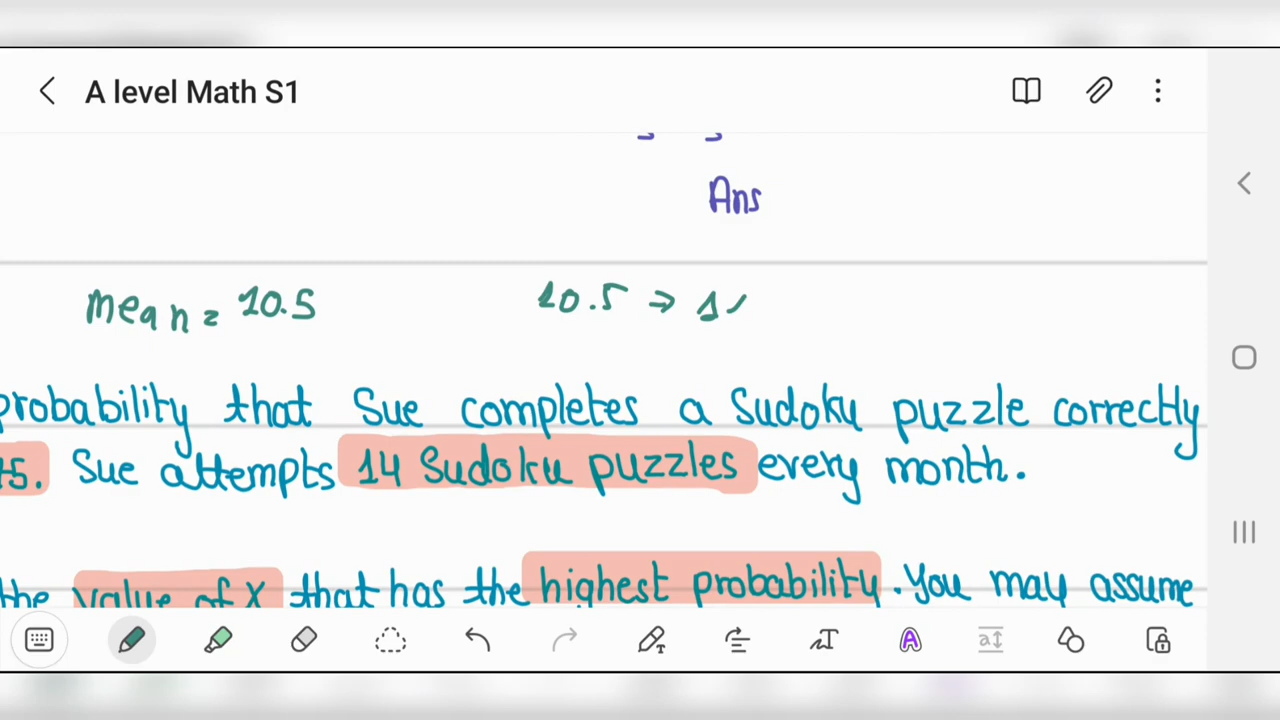 A level Math S1
Ans
mean = 10.5 10.5 → 1
probability that Sue completes a Sudoku puzzle correctly
75. Sue attempts 14 Sudoku puzzles every month.
the value of X that has the highest probability. You may assume